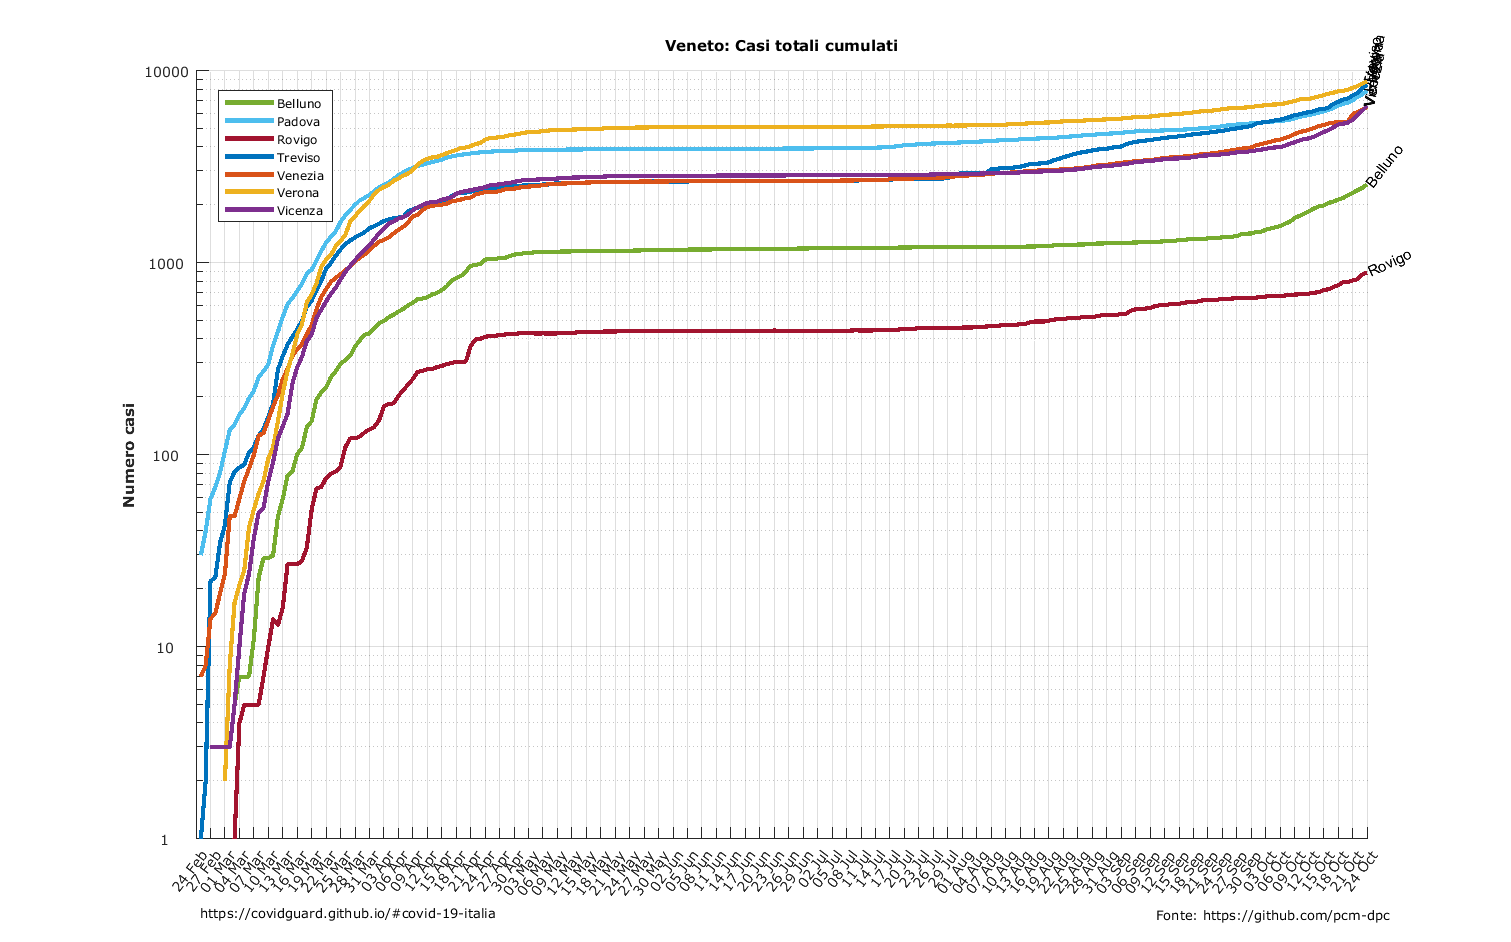 Veneto: Casi totali cumulati
10000
1000
100
10
1
Numero casi
Belluno
Padova
Rovigo
Treviso
Venezia
Verona
Vicenza
Belluno
Rovigo
24 Feb
27 Feb
01 Mar
04 Mar
07 Mar
10 Mar
13 Mar
16 Mar
19 Mar
22 Mar
25 Mar
28 Mar
31 Mar
03 Apr
06 Apr
09 Apr
12 Apr
15 Apr
18 Apr
21 Apr
24 Apr
27 Apr
30 Apr
03 May
06 May
09 May
12 May
15 May
18 May
21 May
24 May
27 May
30 May
02 Jun
05 Jun
08 Jun
11 Jun
14 Jun
17 Jun
20 Jun
23 Jun
26 Jun
29 Jun
02 Jul
05 Jul
08 Jul
11 Jul
14 Jul
17 Jul
20 Jul
23 Jul
26 Jul
29 Jul
01 Aug
04 Aug
07 Aug
10 Aug
13 Aug
16 Aug
19 Aug
22 Aug
25 Aug
28 Aug
31 Aug
03 Sep
06 Sep
09 Sep
12 Sep
15 Sep
18 Sep
21 Sep
24 Sep
27 Sep
30 Sep
03 Oct
06 Oct
09 Oct
12 Oct
15 Oct
18 Oct
21 Oct
24 Oct
https://covidguard.github.io/#covid-19-italia
Fonte: https://github.com/pcm-dpc